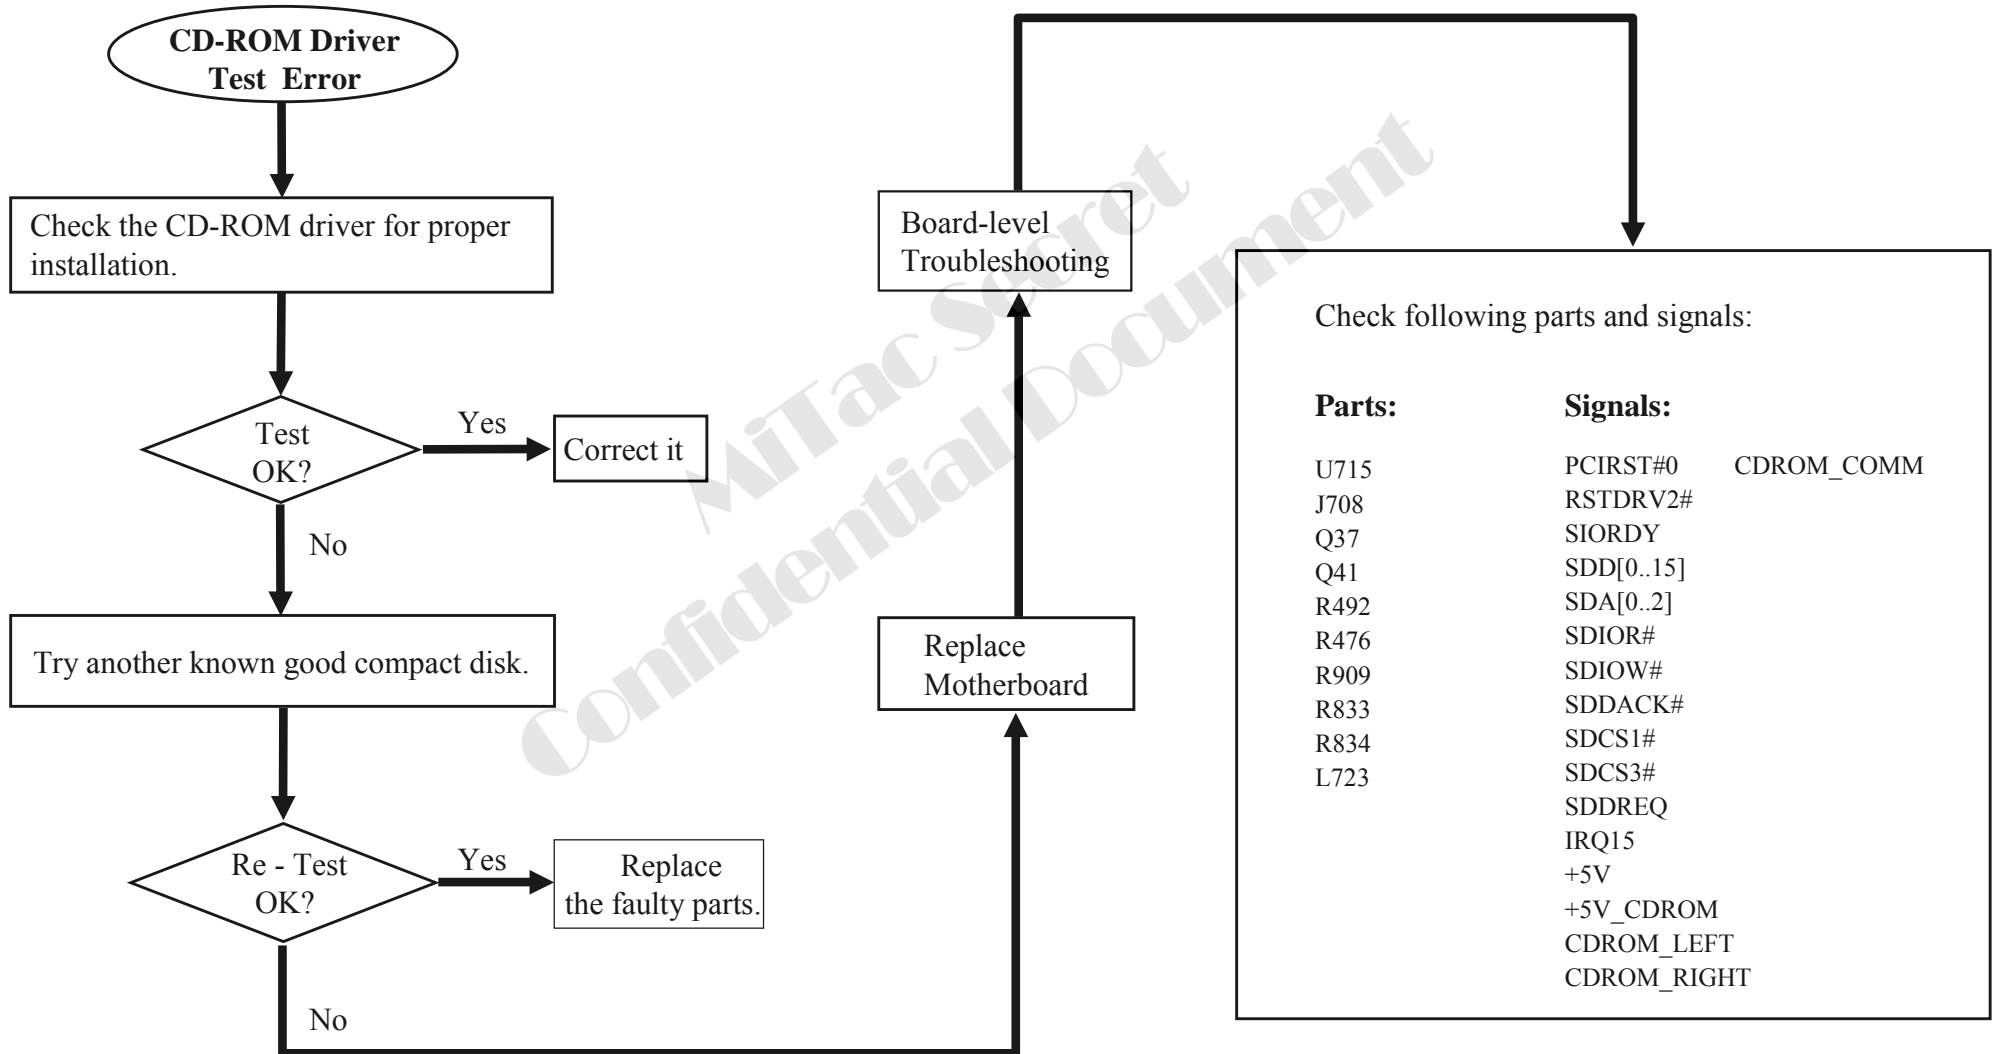 CD-ROM Driver
Test Error
Check the CD-ROM driver for proper
installation.
Test
OK?
Yes
Correct it
No
Try another known good compact disk.
Re - Test
OK?
Yes
Replace
the faulty parts.
No
Board-level
Troubleshooting
Replace
Motherboard
Check following parts and signals:
Parts:
U715
J708
Q37
Q41
R492
R476
R909
R833
R834
L723
Signals:
PCIRST#0
RSTDRV2#
SIORDY
SDD[0..15]
SDA[0..2]
SDIOR#
SDIOW#
SDDACK#
SDCS1#
SDCS3#
SDDREQ
IRQ15
+5V
+5V_CDROM
CDROM_LEFT
CDROM_RIGHT
CDROM_COMM
MiTac Secret
Confidential Document